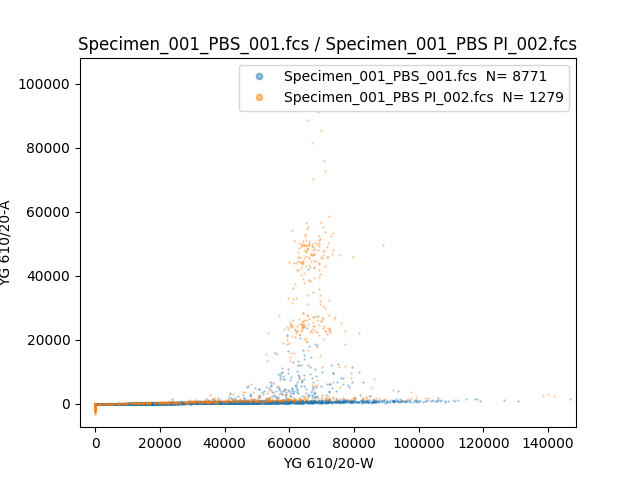 Specimen_001_PBS_001.fcs / Specimen_001_PBS PI_002.fcs
Specimen_001_PBS_001.fcs N= 8771
Specimen_001_PBS PI_002.fcs N= 1279
100000
80000
60000
40000
20000
0
YG 610/20-A
0 20000 40000 60000 80000 100000 120000 140000
YG 610/20-W